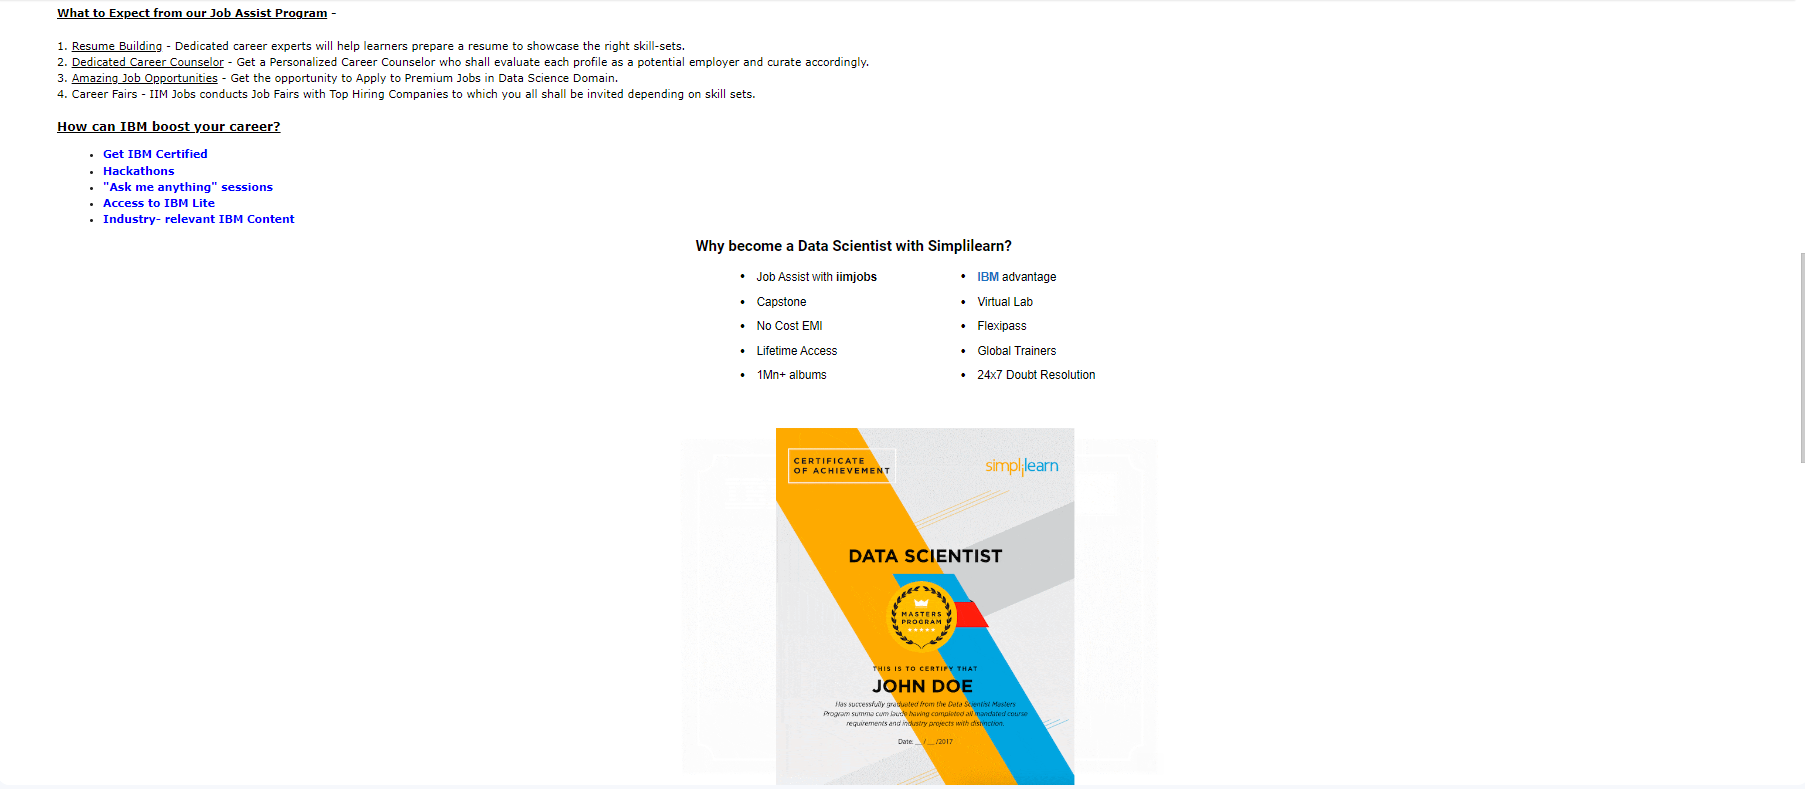 What to Expect from our Job Assist Program -
1. Resume Building - Dedicated career experts will help learners prepare a resume to showcase the right skill-sets.
2. Dedicated Career Counselor - Get a Personalized Career Counselor who shall evaluate each profile as a potential employer and curate accordingly.
3. Amazing Job Opportunities - Get the opportunity to Apply to Premium Jobs in Data Science Domain.
4. Career Fairs - IIM Jobs conducts Job Fairs with Top Hiring Companies to which you all shall be invited depending on skill sets.
How can IBM boost your career?
• Get IBM Certified
• Hackathons
• "Ask me anything" sessions
• Access to IBM Lite
• Industry- relevant IBM Content
Why become a Data Scientist with Simplilearn?
• Job Assist with iimjobs
• IBM advantage
• Capstone
• Virtual Lab
• No Cost EMI
• Flexipass
• Lifetime Access
• Global Trainers
• 1Mn+ albums
• 24x7 Doubt Resolution
CERTIFICATE
OF ACHIEVEMENT
simplilearn
DATA SCIENTIST
MASTERS
PROGRAM
THIS IS TO CERTIFY THAT
JOHN DOE
Has successfully graduated from the Data Scientist Masters
Program summa cum laude having completed all mandated course
requirements and industry projects with distinction.
Date: __/__/2017